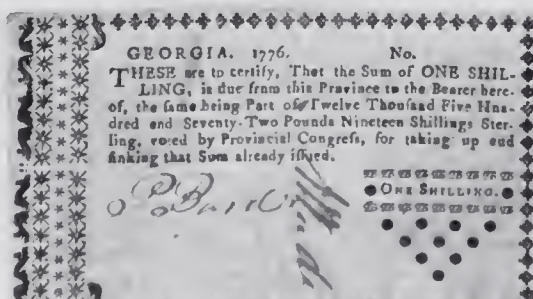 GEORGIA. 1776. No.
THESE are to certify, That the Sum of ONE SHIL-
LING, is due from this Province to the Bearer here-
of, the same being Part of Twelve Thousand Five Hun-
dred and Seventy-Two Pounds Nineteen Shillings Ster-
ling, voted by Provincial Congress, for taking up and
sinking that Sum already issued.
ONE SHILLING.